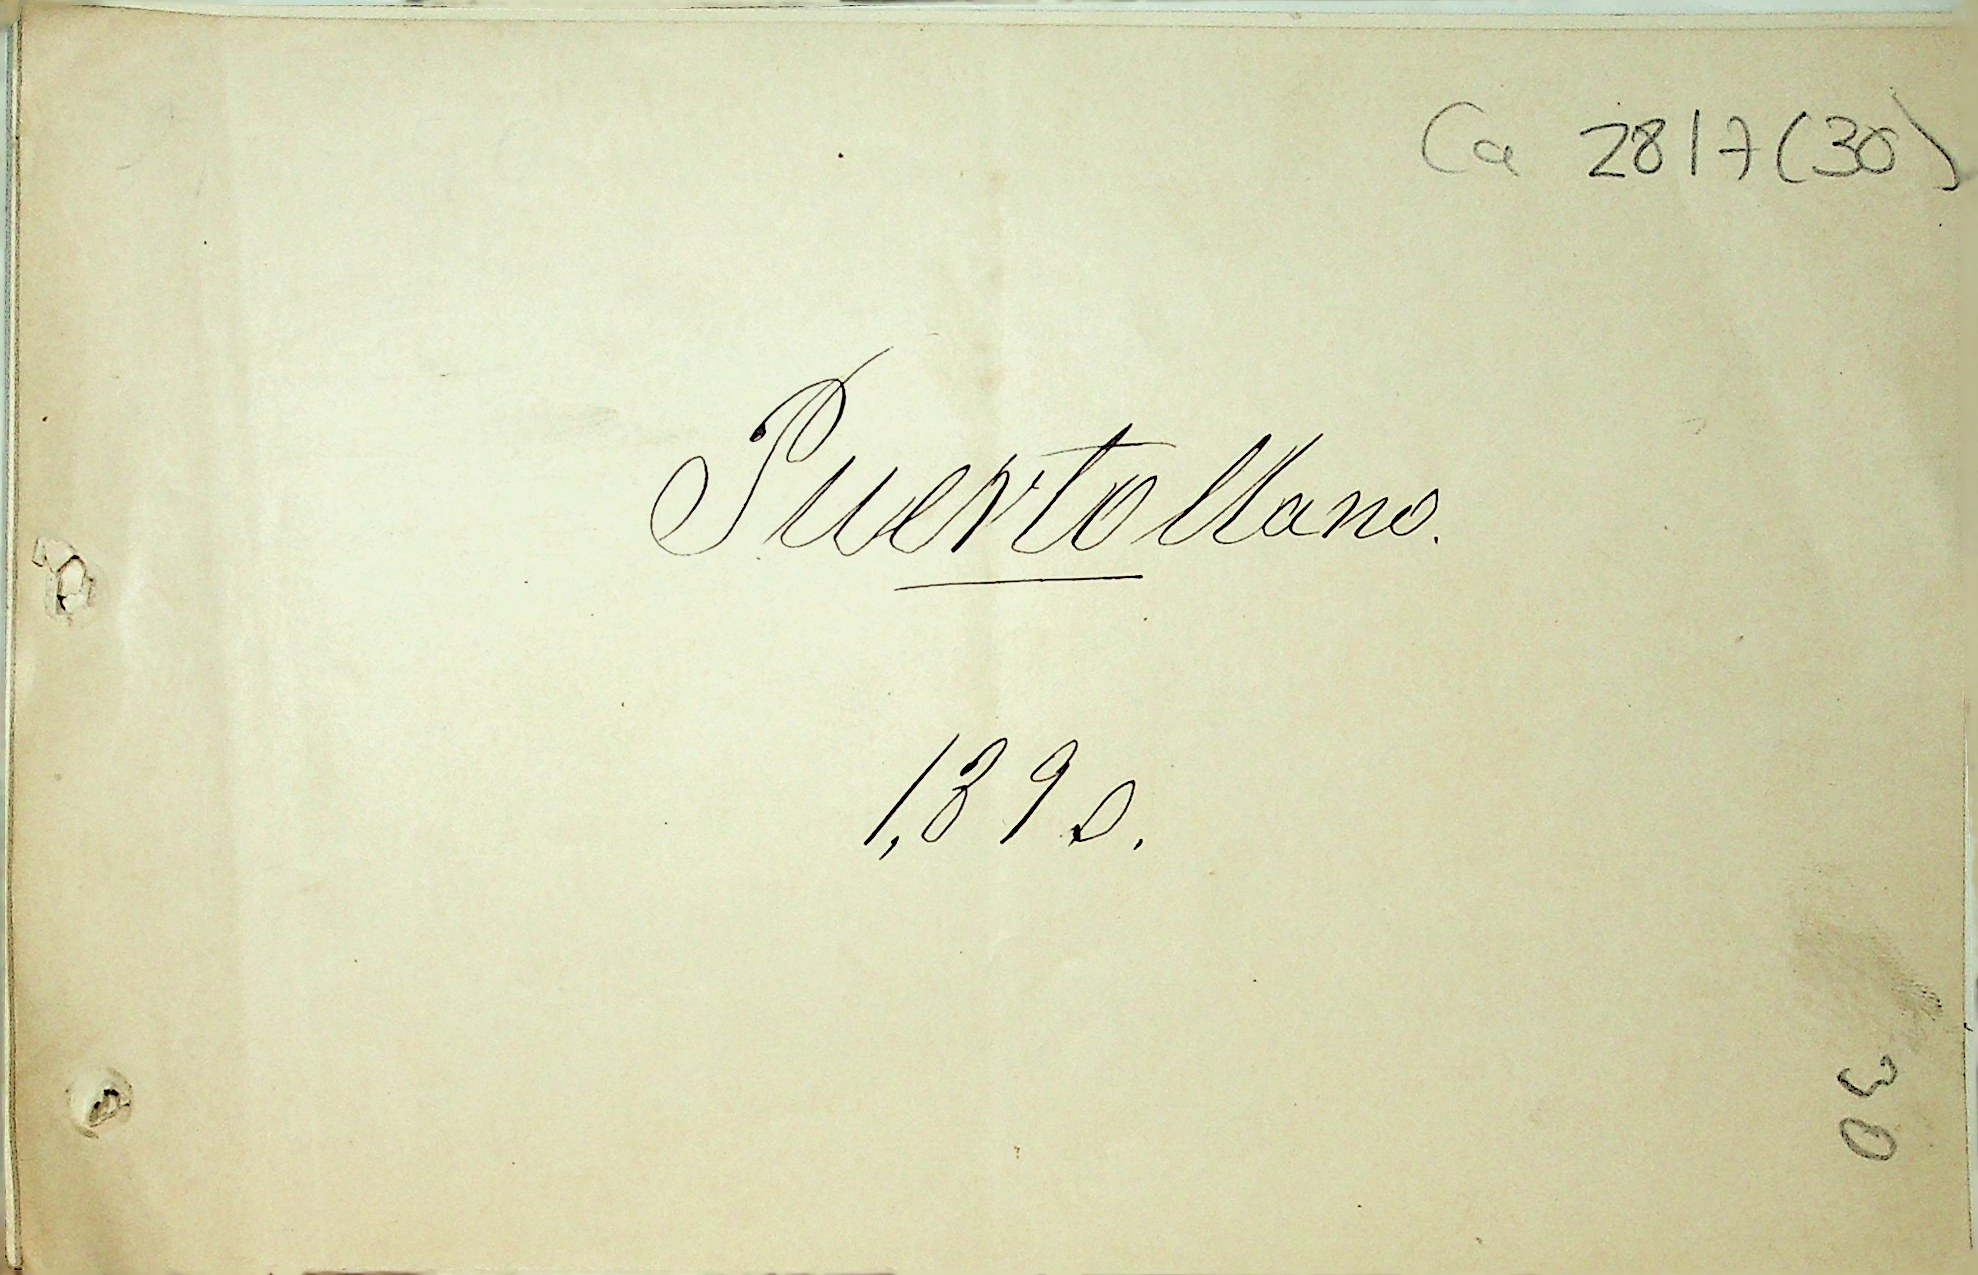 Ca 2817(30)
Puertollano.
1,890.
30